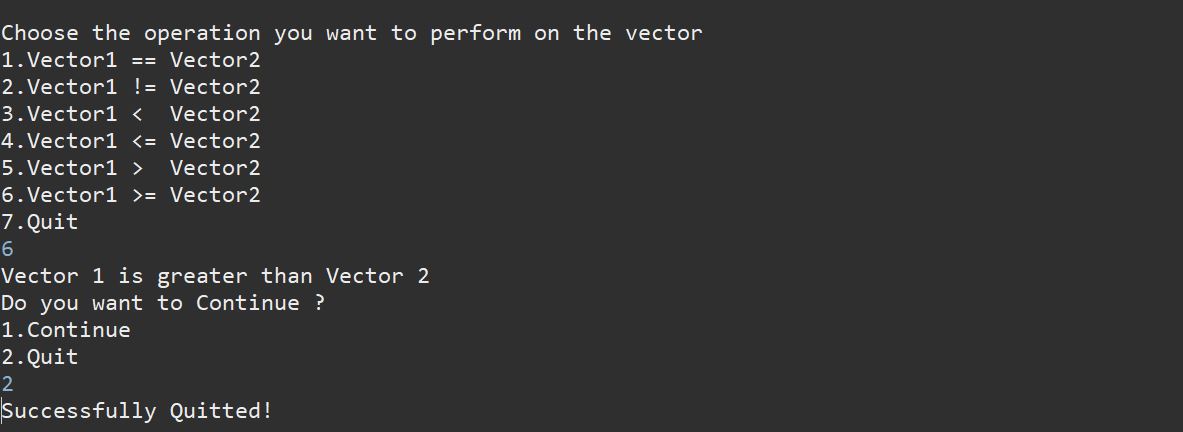 Choose the operation you want to perform on the vector
1.Vector1 == Vector2
2.Vector1 != Vector2
3.Vector1 <  Vector2
4.Vector1 <= Vector2
5.Vector1 >  Vector2
6.Vector1 >= Vector2
7.Quit
6
Vector 1 is greater than Vector 2
Do you want to Continue ?
1.Continue
2.Quit
2
Successfully Quitted!